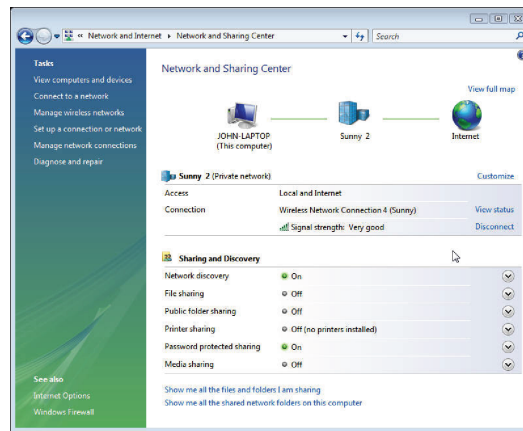 « Network and Internet ▸ Network and Sharing Center
Search
Tasks
View computers and devices
Connect to a network
Manage wireless networks
Set up a connection or network
Manage network connections
Diagnose and repair
See also
Internet Options
Windows Firewall
Network and Sharing Center
View full map
JOHN-LAPTOP
(This computer)
Sunny 2
Internet
Sunny 2 (Private network)
Customize
Access
Local and Internet
Connection
Wireless Network Connection 4 (Sunny)
View status
Signal strength: Very good
Disconnect
Sharing and Discovery
Network discovery
On
File sharing
Off
Public folder sharing
Off
Printer sharing
Off (no printers installed)
Password protected sharing
On
Media sharing
Off
Show me all the files and folders I am sharing
Show me all the shared network folders on this computer